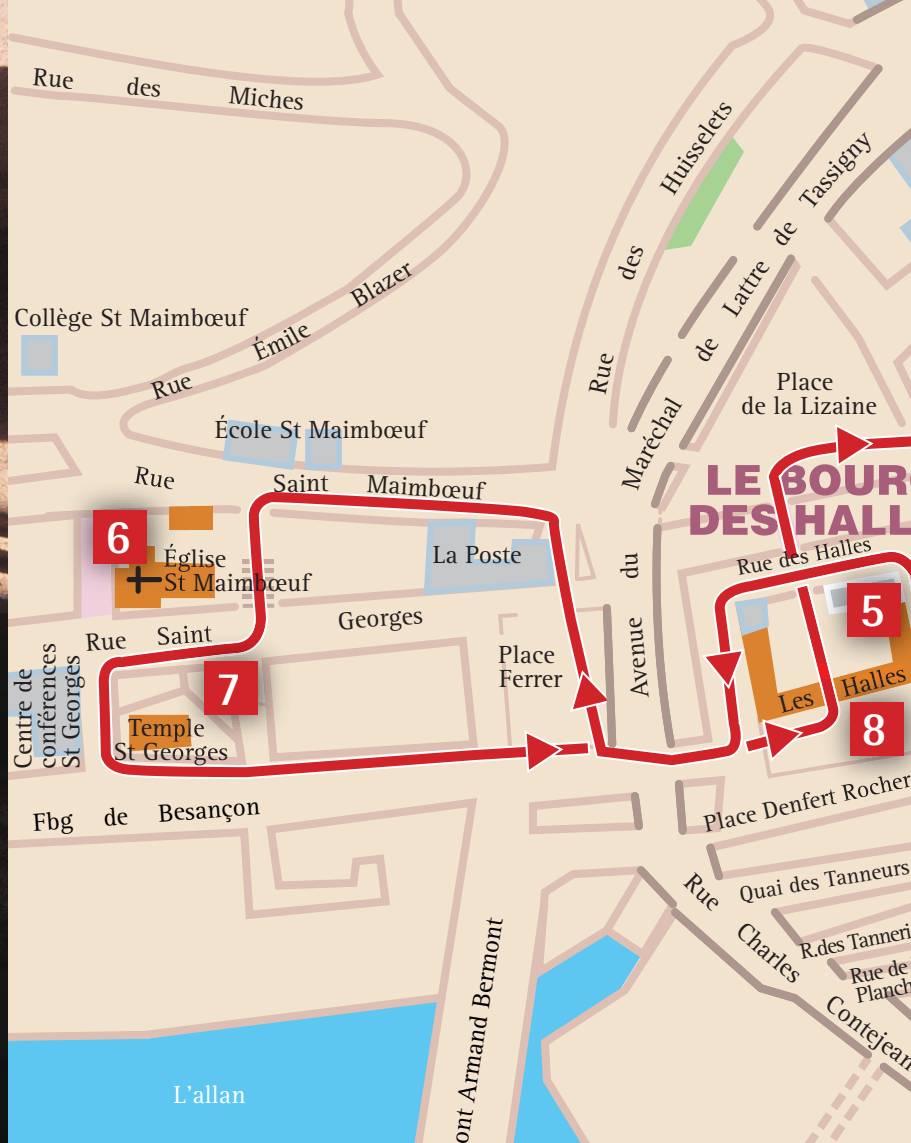 Rue des Miches
Rue des Huisselets
Avenue du Maréchal de Lattre de Tassigny
Rue Émile Blazer
Collège St Maimbœuf
Place
de la Lizaine
École St Maimbœuf
Rue Saint Maimbœuf
LE BOUR
DES HALL
6
Église
St Maimbœuf
La Poste
Rue des Halles
5
Rue Saint Georges
Place
Ferrer
Centre de
conférences
St Georges
7
Temple
St Georges
Les Halles
8
Fbg de Besançon
Place Denfert Rocher
Quai des Tanneurs
R.des Tanneri
Rue de
Planch
Rue Charles Contejean
ont Armand Bermont
L'allan